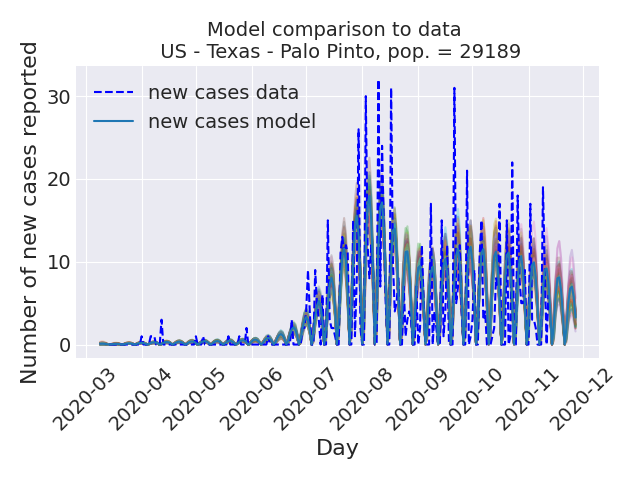 Model comparison to data
US - Texas - Palo Pinto, pop. = 29189
Number of new cases reported
30
20
10
0
new cases data
new cases model
2020-03
2020-04
2020-05
2020-06
2020-07
2020-08
2020-09
2020-10
2020-11
2020-12
Day